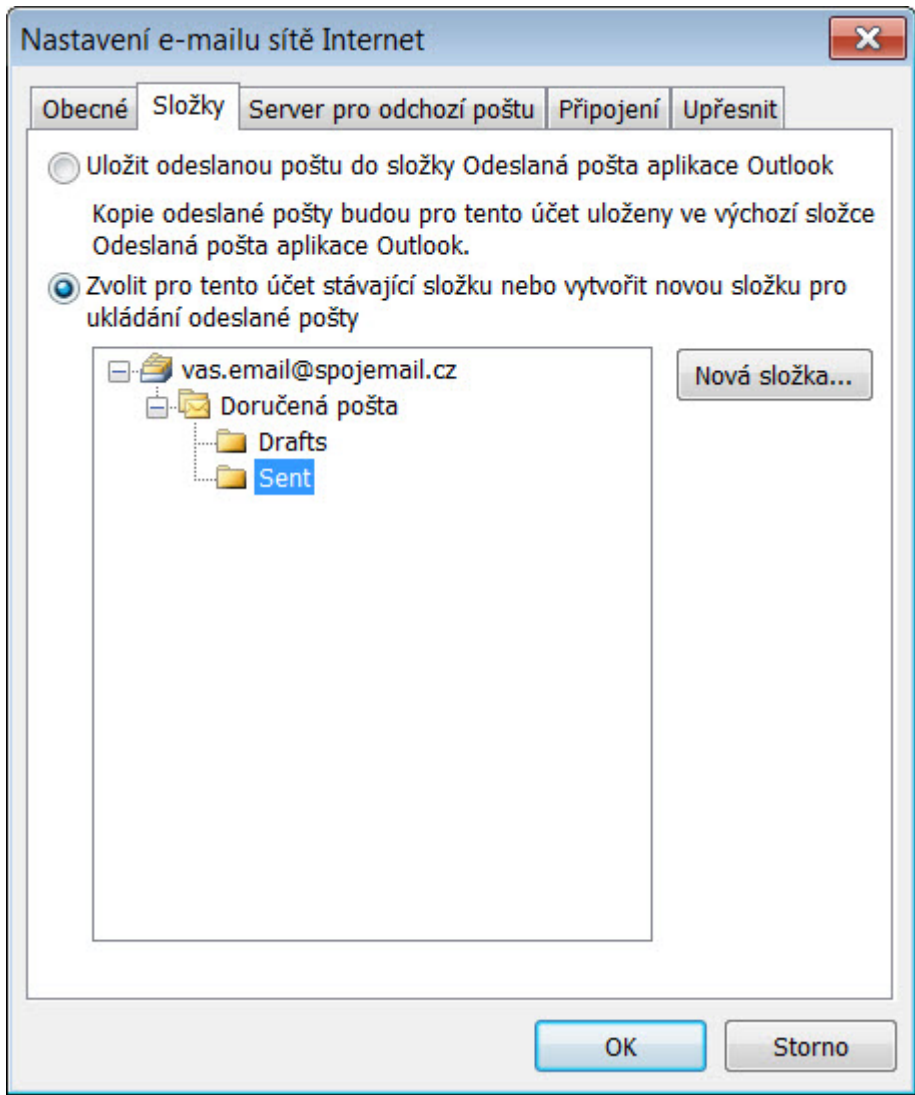 Nastavení e-mailu sítě Internet
Obecné Složky Server pro odchozí poštu Připojení Upřesnit
Uložit odeslanou poštu do složky Odeslaná pošta aplikace Outlook
Kopie odeslané pošty budou pro tento účet uloženy ve výchozí složce
Odeslaná pošta aplikace Outlook.
Zvolit pro tento účet stávající složku nebo vytvořit novou složku pro
ukládání odeslané pošty
vas.email@spojemail.cz
Nová složka...
Doručená pošta
Drafts
Sent
OK Storno